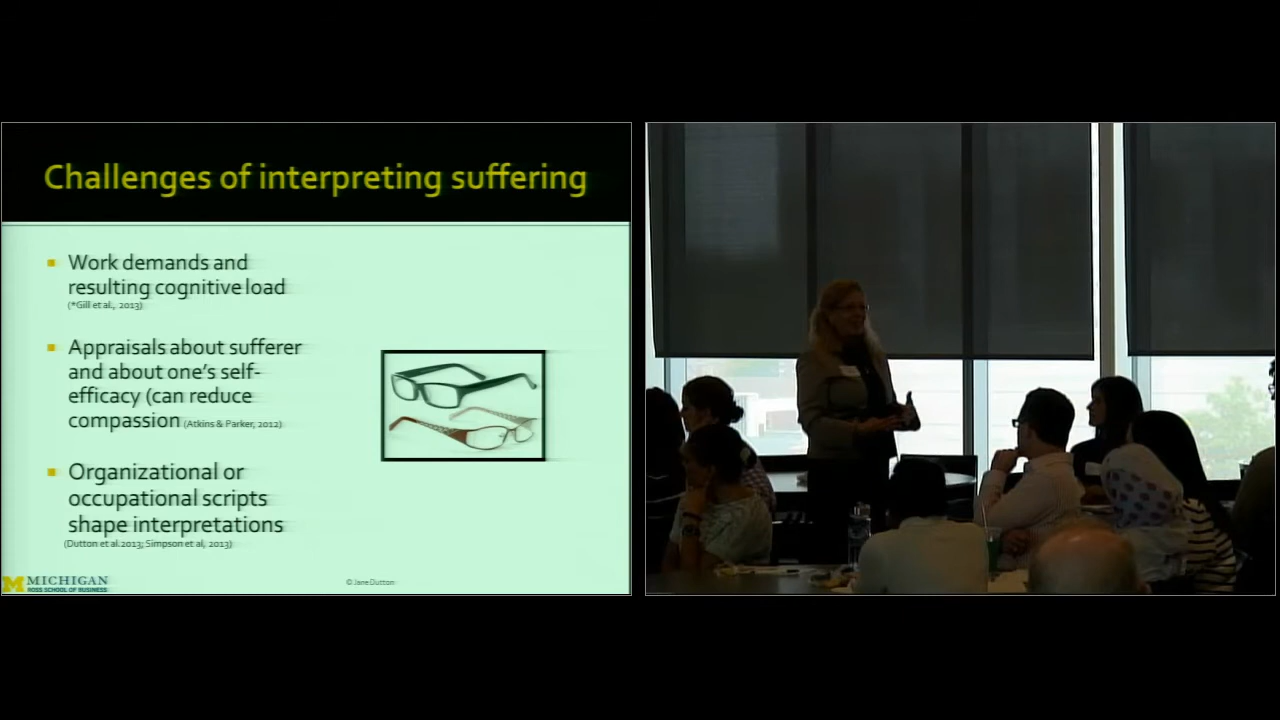 Challenges of interpreting suffering
Work demands and
resulting cognitive load
(*Gill et al., 2013)
Appraisals about sufferer
and about one's self-
efficacy (can reduce
compassion (Atkins & Parker, 2012)
Organizational or
occupational scripts
shape interpretations
(Dutton et al.2013; Simpson et al, 2013)
M MICHIGAN
ROSS SCHOOL OF BUSINESS
© Jane Dutton